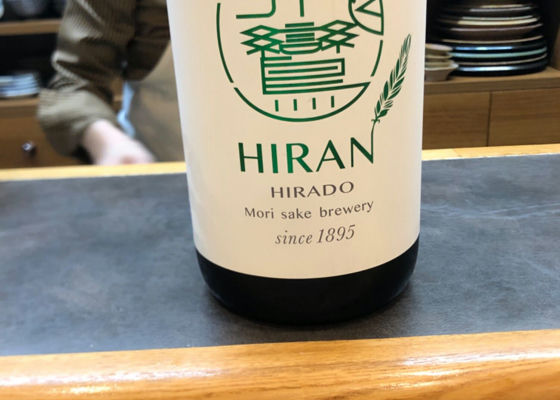 HIRAN
HIRADO
Mori sake brewery
since 1895